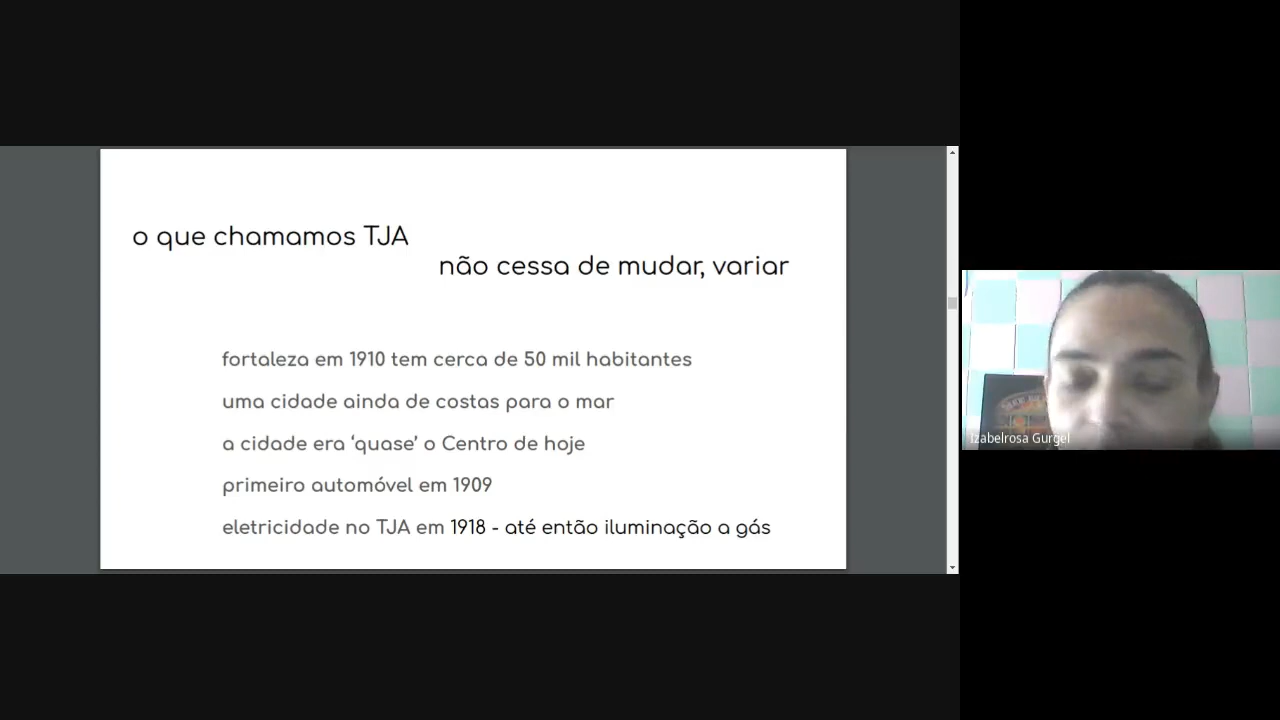 o que chamamos TJA
não cessa de mudar, variar
fortaleza em 1910 tem cerca de 50 mil habitantes
uma cidade ainda de costas para o mar
a cidade era ‘quase’ o Centro de hoje
primeiro automóvel em 1909
eletricidade no TJA em 1918 - até então iluminação a gás
Izabelrosa Gurgel